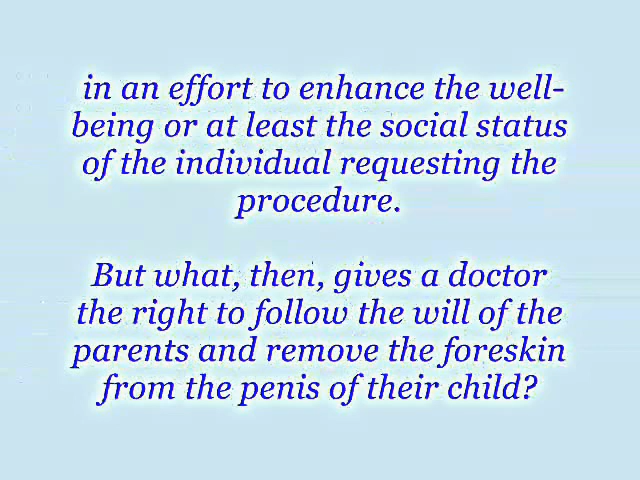 in an effort to enhance the well-
being or at least the social status
of the individual requesting the
procedure.
But what, then, gives a doctor
the right to follow the will of the
parents and remove the foreskin
from the penis of their child?